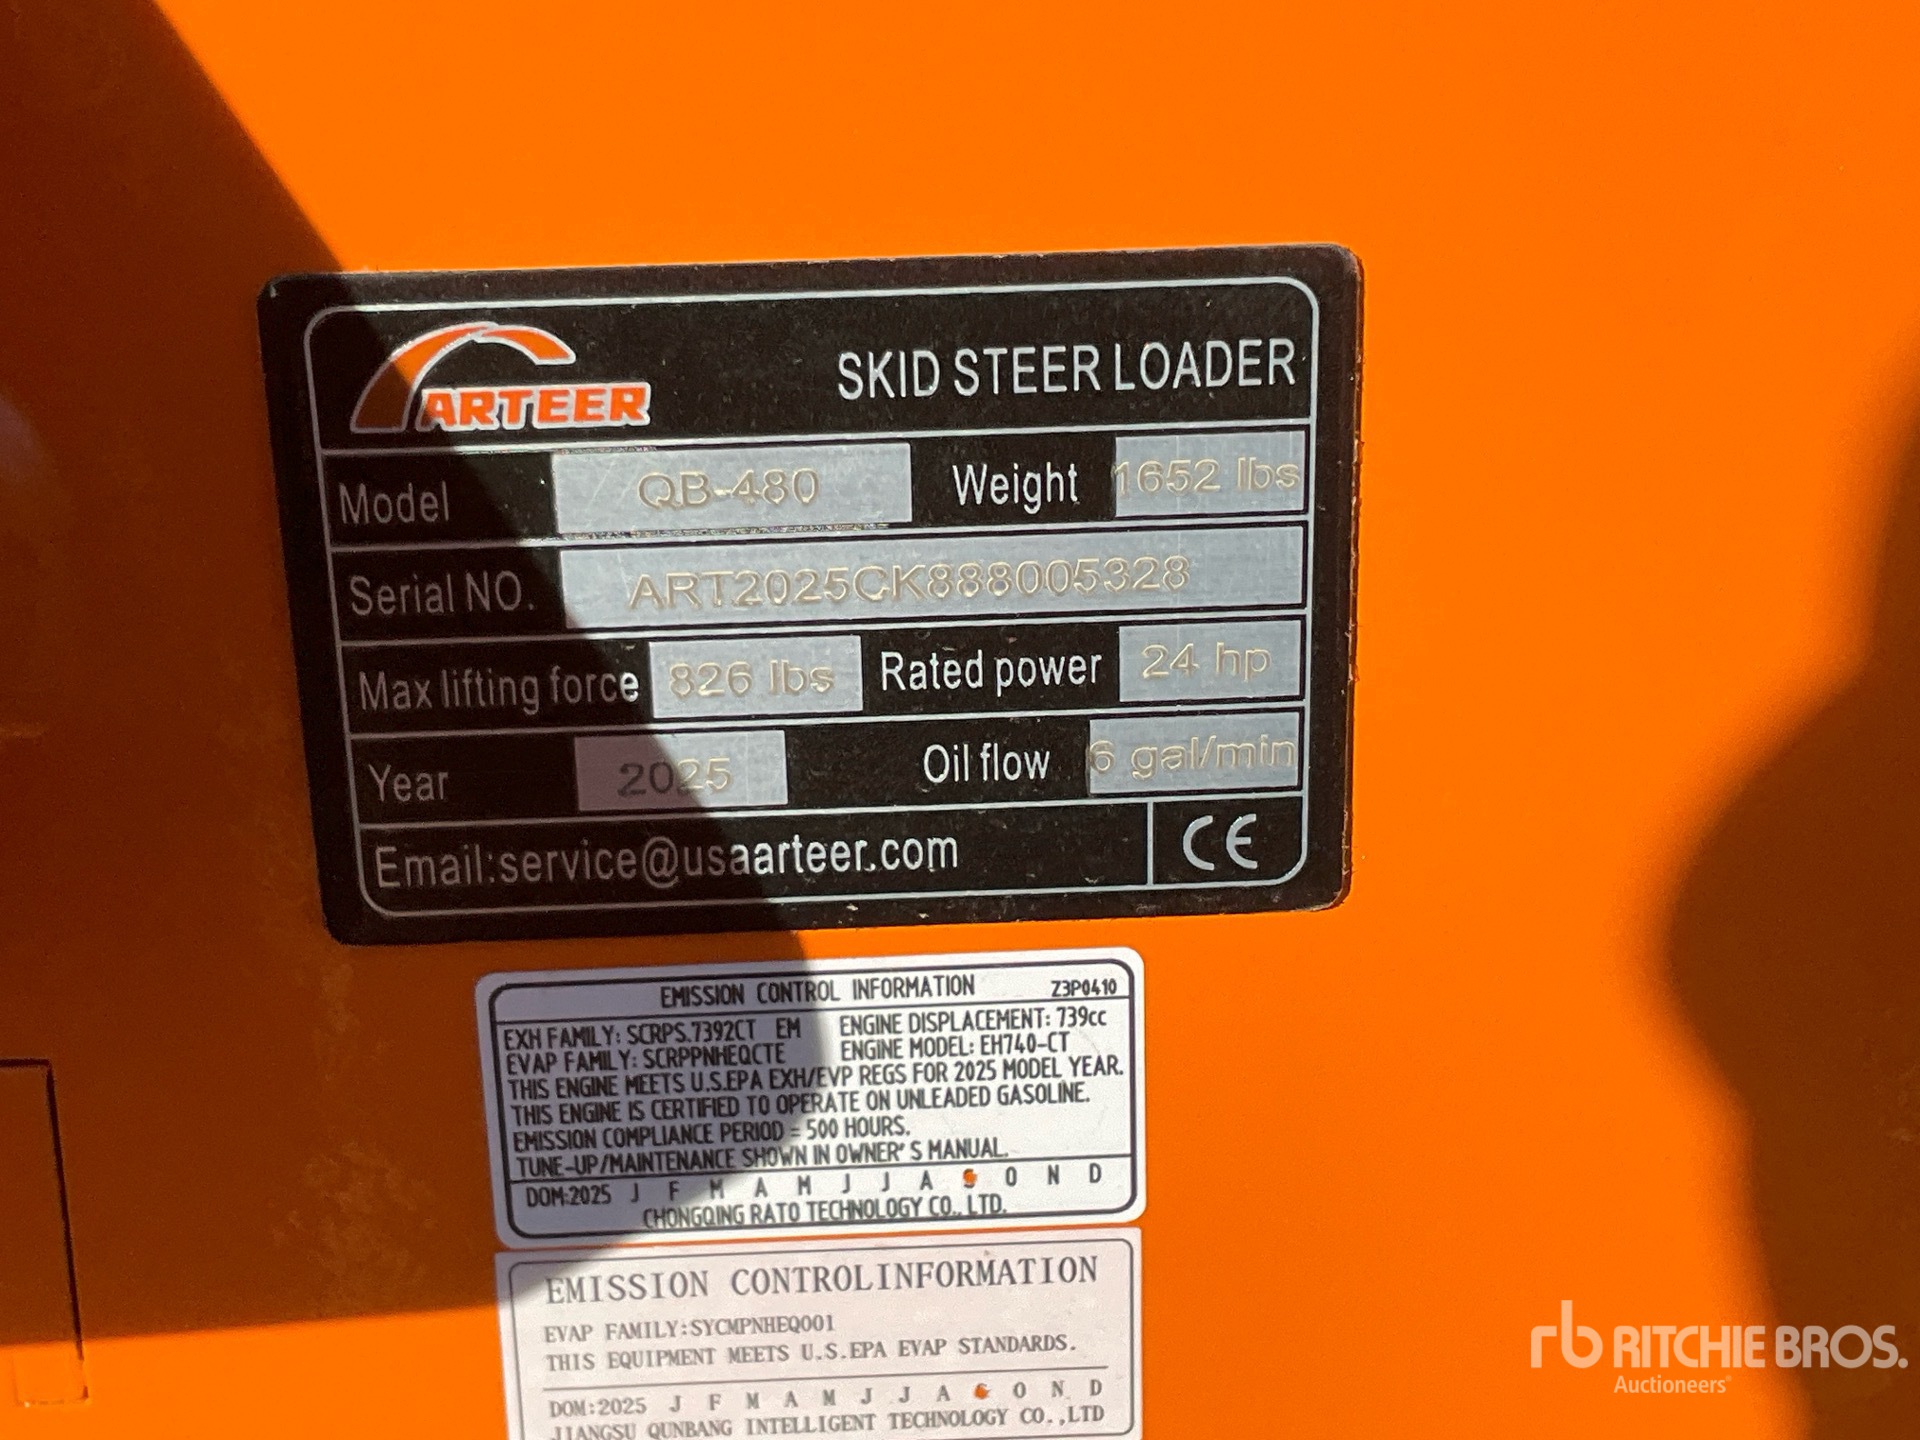 ARTEER
SKID STEER LOADER
Model QB-480 Weight 1652 lbs
Serial NO. ART2025CK888005328
Max lifting force 826 lbs Rated power 24 hp
Year 2025 Oil flow 6 gal/min
Email:service@usaarteer.com CE
EMISSION CONTROL INFORMATION Z3P0410
EXH FAMILY: SCRPS.7392CT EM ENGINE DISPLACEMENT: 739cc
EVAP FAMILY: SCRPPNHEQCTE ENGINE MODEL: EH740-CT
THIS ENGINE MEETS U.S.EPA EXH/EVP REGS FOR 2025 MODEL YEAR.
THIS ENGINE IS CERTIFIED TO OPERATE ON UNLEADED GASOLINE.
EMISSION COMPLIANCE PERIOD = 500 HOURS.
TUNE-UP/MAINTENANCE SHOWN IN OWNER'S MANUAL.
DOM:2025 J F M A M J J A S O N D
CHONGQING RATO TECHNOLOGY CO., LTD.
EMISSION CONTROLINFORMATION
EVAP FAMILY:SYCMPNHEQ001
THIS EQUIPMENT MEETS U.S.EPA EVAP STANDARDS.
DOM:2025 J F M A M J J A S O N D
JIANGSU QUNBANG INTELLIGENT TECHNOLOGY CO.,LTD
rb RITCHIE BROS.
Auctioneers